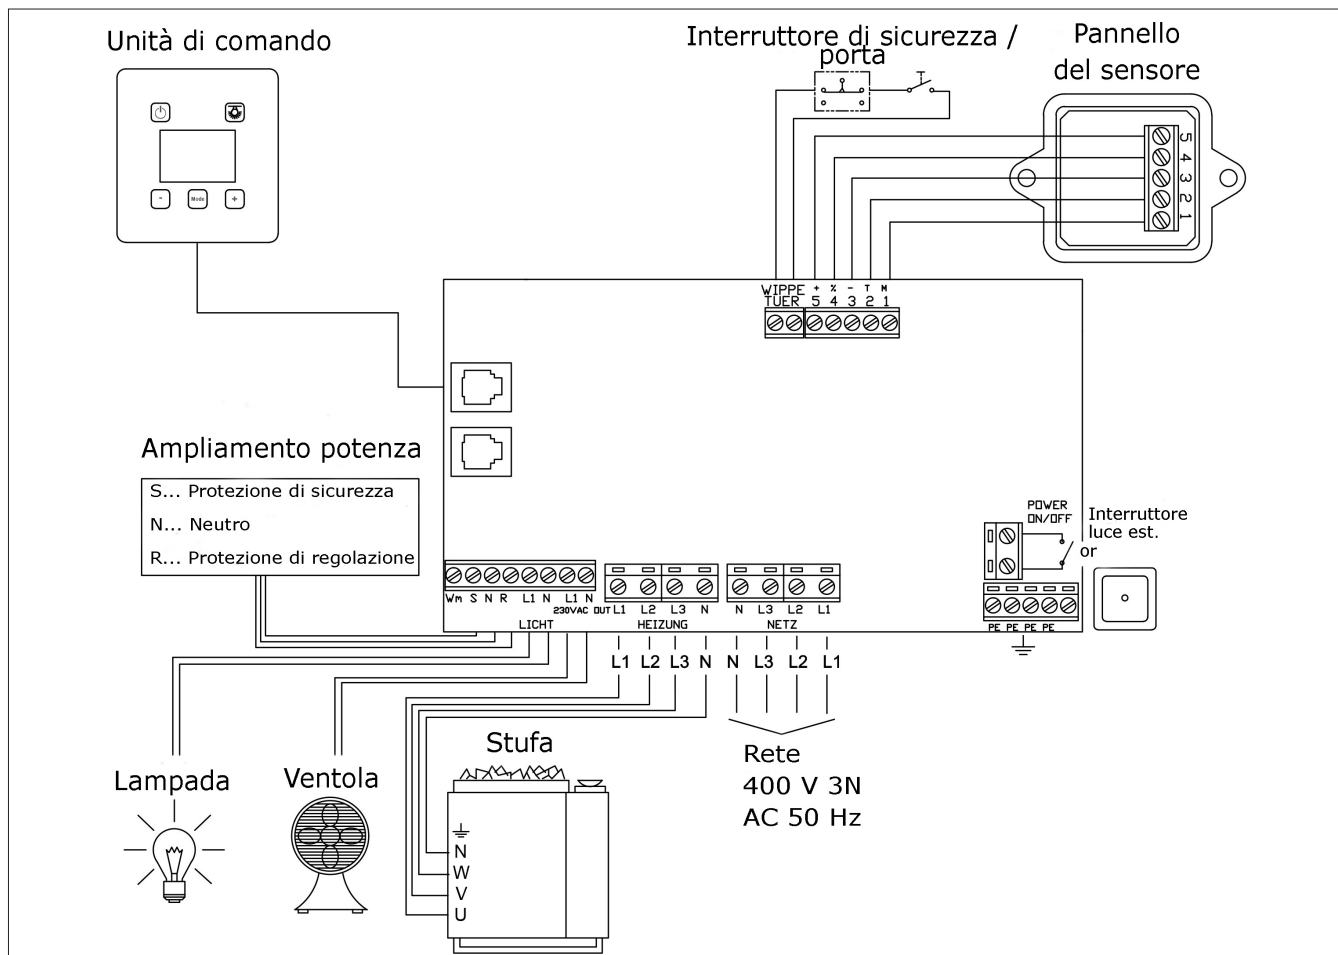 Unità di comando
Interruttore di sicurezza /
porta
Pannello
del sensore
Mode
-
+
5
4
3
2
1
WIPPE + % - T M
TUER 5 4 3 2 1
Ampliamento potenza
S... Protezione di sicurezza
N... Neutro
R... Protezione di regolazione
POWER
ON/OFF
Interruttore
luce est.
or
Wm S N R L1 N L1 N
230VAC OUT L1 L2 L3 N
N L3 L2 L1
LICHT
HEIZUNG
NETZ
PE PE PE PE
L1 L2 L3 N N L3 L2 L1
Rete
400 V 3N
AC 50 Hz
Lampada
Ventola
Stufa
N
W
V
U